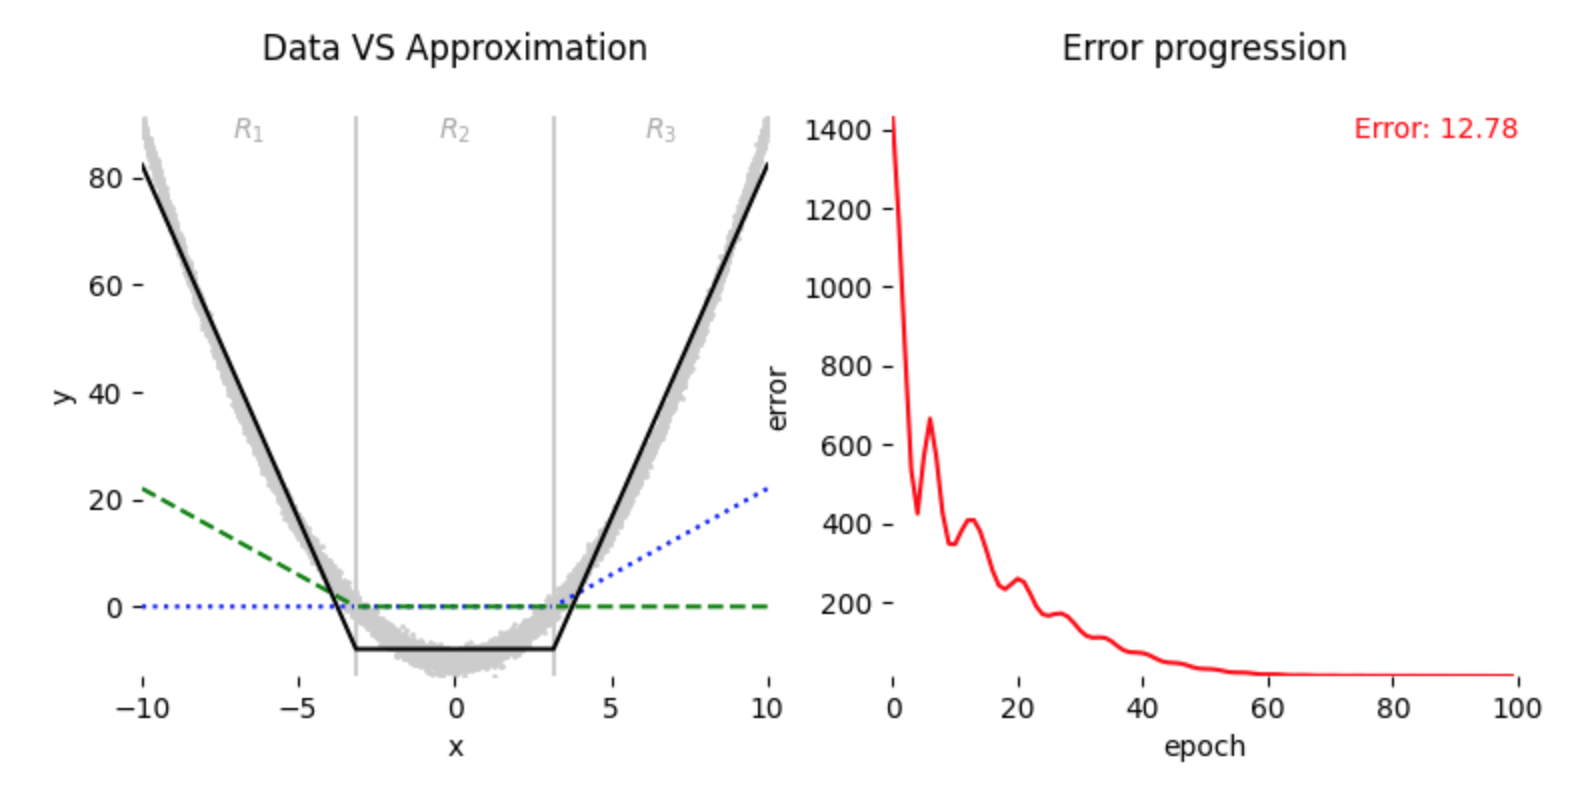 Data VS Approximation
R1 R2 R3
80
60
40
20
0
y
−10 −5 0 5 10
x
Error progression
Error: 12.78
1400
1200
1000
800
600
400
200
error
0 20 40 60 80 100
epoch